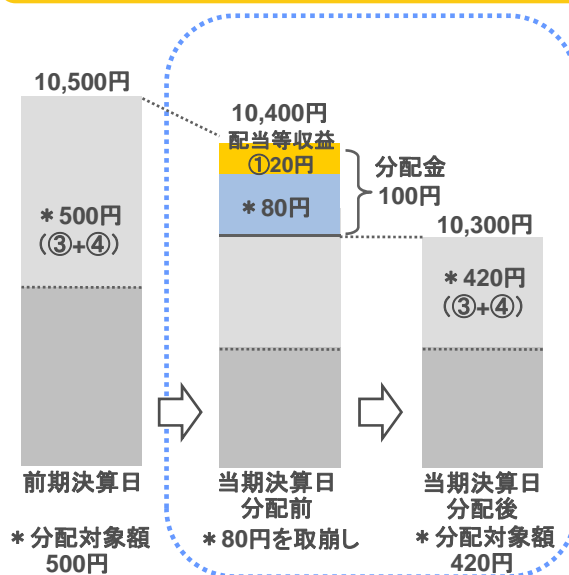 10,500円
＊500円
(③+④)
前期決算日
＊分配対象額
500円
10,400円
配当等収益
①20円
＊80円
分配金
100円
当期決算日
分配前
＊80円を取崩し
10,300円
＊420円
(③+④)
当期決算日
分配後
＊分配対象額
420円